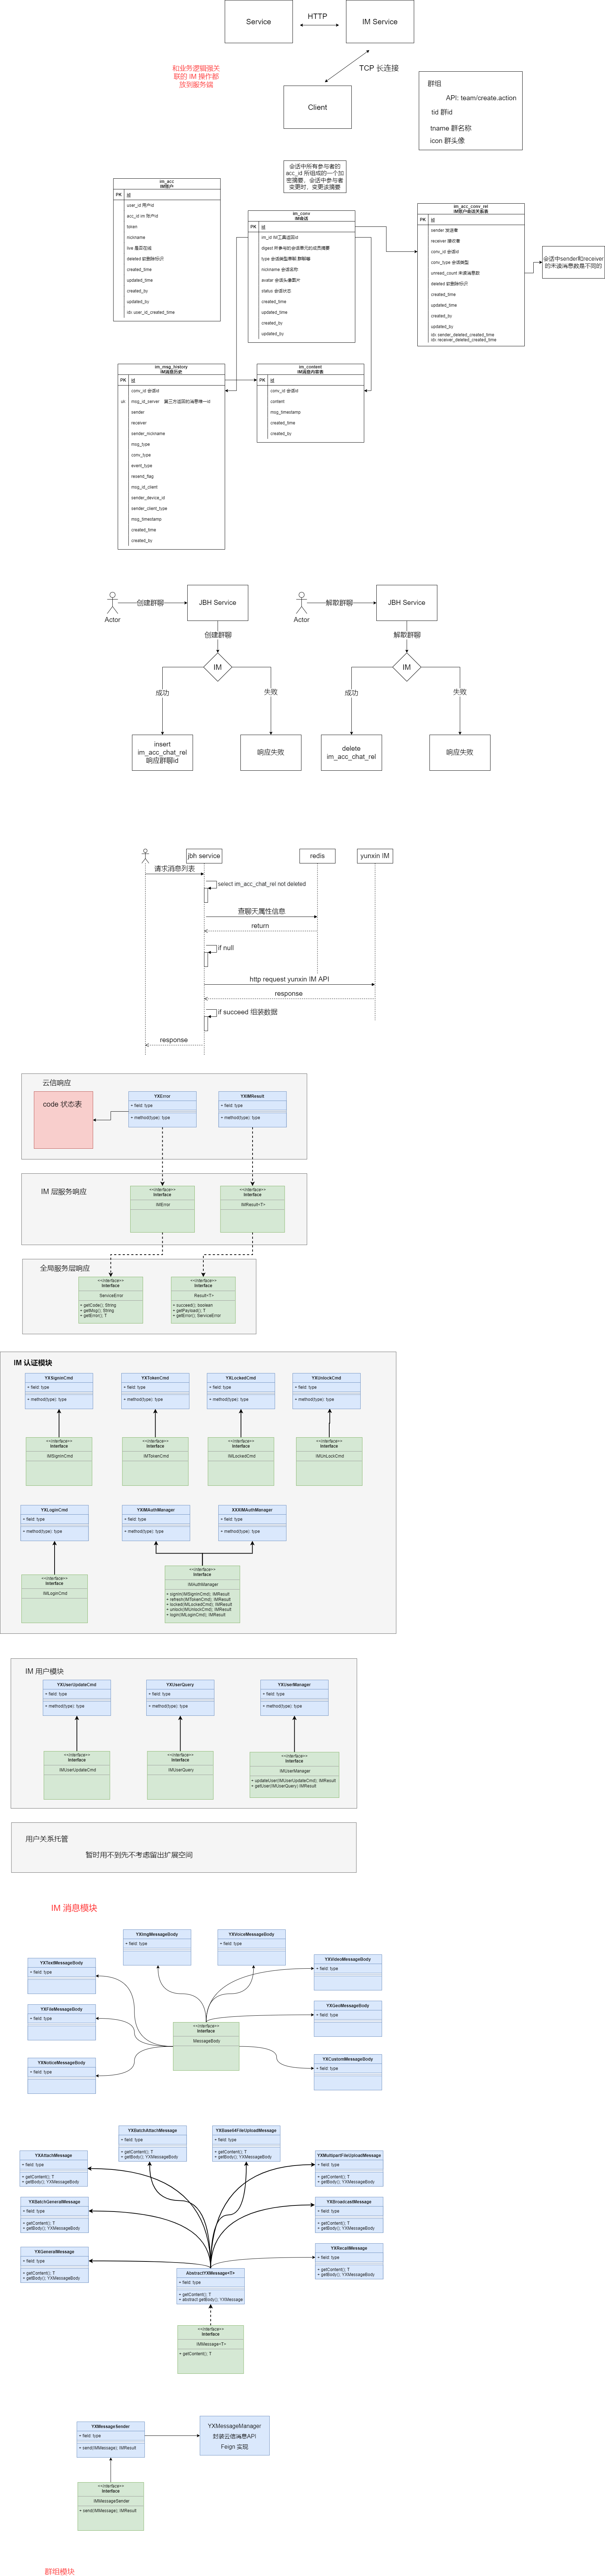 Service
HTTP
IM Service
和业务逻辑强关
联的 IM 操作都
放到服务端
TCP 长连接
Client
群组
API: team/create.action
tid 群id
tname 群名称
icon 群头像
会话中所有参与者的
acc_id 所组成的一个加
密摘要，会话中参与者
变更时，变更该摘要
im_acc
IM账户
PK
id
user_id 用户id
acc_id im 账户id
token
nickname
live 是否在线
deleted 软删除标识
created_time
updated_time
created_by
updated_by
idx user_id_created_time
im_conv
IM会话
PK
id
im_id IM工具返回id
nickname 会话名称
avatar 会话头像图片
status 会话状态
created_time
updated_time
created_by
updated_by
im_acc_conv_rel
IM账户会话关系表
PK
id
sender 发送者
receiver 接收者
conv_id 会话id
conv_type 会话类型
unread_count 未读消息数
deleted 软删除标识
created_time
updated_time
created_by
updated_by
idx sender_deleted_created_time
idx receiver_deleted_created_time
会话中sender和receiver
的未读消息数是不同的
im_msg_history
IM消息历史
PK
id
conv_id 会话id
uk
msg_id_server 第三方返回的消息唯一id
sender
receiver
sender_nickname
msg_type
conv_type
event_type
resend_flag
msg_id_client
sender_device_id
sender_client_type
msg_timestamp
created_time
created_by
im_context
IM消息内容表
PK
id
conv_id 会话id
content
msg_timestamp
created_time
created_by
Actor
创建群聊
JBH Service
创建群聊
IM
成功
失败
insert
im_acc_chat_rel
响应群聊id
响应失败
Actor
解散群聊
JBH Service
解散群聊
IM
成功
失败
delete
im_acc_chat_rel
响应失败
jbh service
redis
yunxin IM
请求消息列表
select im_acc_chat_rel not deleted
查聊天属性信息
return
if null
http request yunxin IM API
response
if succeed 组装数据
response
云信响应
code 状态表
YXError
+ field: type
+ method(type): type
YXIMResult
+ field: type
+ method(type): type
IM 层服务响应
<<interface>>
Interface
IMError
<<interface>>
Interface
IMResult<T>
全局服务层响应
<<interface>>
Interface
ServiceError
+ getCode(); String
+ getMsg(); String
+ getError(); T
<<interface>>
Interface
Result<T>
+ succeed(); boolean
+ getPayload(); T
+ getError(); ServiceError
IM 认证模块
YXSigninCmd
+ field: type
+ method(type): type
YXTokenCmd
+ field: type
+ method(type): type
YXLockedCmd
+ field: type
+ method(type): type
YXUnlockCmd
+ field: type
+ method(type): type
<<interface>>
Interface
IMSigninCmd
<<interface>>
Interface
IMTokenCmd
<<interface>>
Interface
IMLockedCmd
<<interface>>
Interface
IMUnLockCmd
YXLoginCmd
+ field: type
+ method(type): type
YXIMAuthManager
+ field: type
+ method(type): type
XXXIMAuthManager
+ field: type
+ method(type): type
<<interface>>
Interface
IMLoginCmd
<<interface>>
Interface
IMAuthManager
+ signin(IMSigninCmd); IMResult
+ refresh(IMTokenCmd); IMResult
+ locked(IMLockedCmd); IMResult
+ unlock(IMUnlockCmd); IMResult
+ login(IMLoginCmd); IMResult
IM 用户模块
YXUserUpdateCmd
+ field: type
+ method(type): type
YXUserQuery
+ field: type
+ method(type): type
YXUserManager
+ field: type
+ method(type): type
<<interface>>
Interface
IMUserUpdateCmd
<<interface>>
Interface
IMUserQuery
<<interface>>
Interface
IMUserManager
+ updateUser(IMUserUpdateCmd); IMResult
+ getUser(IMUserQuery) IMResult
用户关系托管
暂时用不到先不考虑留出扩展空间
IM 消息模块
YXImgMessageBody
+ field: type
YXVoiceMessageBody
+ field: type
YXTextMessageBody
+ field: type
YXVideoMessageBody
+ field: type
YXFileMessageBody
+ field: type
YXGeoMessageBody
+ field: type
<<interface>>
Interface
MessageBody
YXNoticeMessageBody
+ field: type
YXCustomMessageBody
+ field: type
YXBatchAttachMessage
+ field: type
+ getContent(); T
+ getBody(); YXMessageBody
YXBase64FileUploadMessage
+ field: type
+ getContent(); T
+ getBody(); YXMessageBody
YXAttachMessage
+ field: type
+ getContent(); T
+ getBody(); YXMessageBody
YXMultipartFileUploadMessage
+ field: type
+ getContent(); T
+ getBody(); YXMessageBody
YXBatchGeneralMessage
+ field: type
+ getContent(); T
+ getBody(); YXMessageBody
YXBroadcastMessage
+ field: type
+ getContent(); T
+ getBody(); YXMessageBody
YXGeneralMessage
+ field: type
+ getContent(); T
+ getBody(); YXMessageBody
YXRecallMessage
+ field: type
+ getContent(); T
+ getBody(); YXMessageBody
AbstractYXMessage<T>
+ field: type
+ getContent(); T
+ abstract getBody(); YXMessage
<<interface>>
Interface
IMMessage<T>
+ getContent(); T
YXMessageSender
+ field: type
+ send(IMMessage); IMResult
YXMessageManager
封装云信消息API
Feign 实现
<<interface>>
Interface
IMMessageSender
+ send(IMMessage); IMResult
群组模块